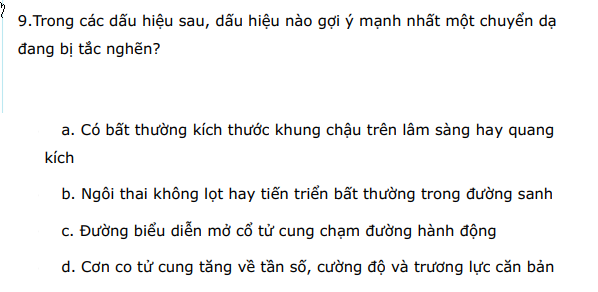 9.Trong các dấu hiệu sau, dấu hiệu nào gợi ý mạnh nhất một chuyển dạ
đang bị tắc nghẽn?
a. Có bất thường kích thước khung chậu trên lâm sàng hay quang
kích
b. Ngôi thai không lọt hay tiến triển bất thường trong đường sanh
c. Đường biểu diễn mở cổ tử cung chạm đường hành động
d. Cơn co tử cung tăng về tần số, cường độ và trương lực căn bản